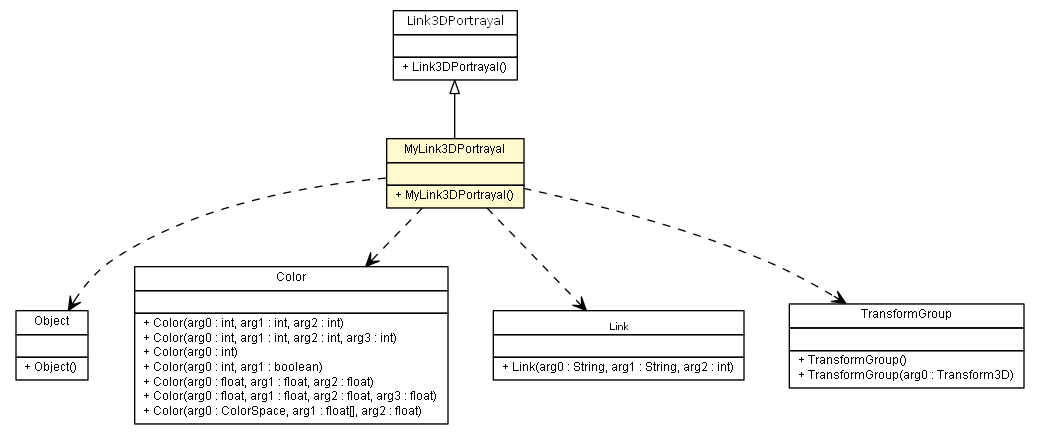 Link3DPortrayal
+ Link3DPortrayal()
MyLink3DPortrayal
+ MyLink3DPortrayal()
Object
+ Object()
Color
+ Color(arg0 : int, arg1 : int, arg2 : int)
+ Color(arg0 : int, arg1 : int, arg2 : int, arg3 : int)
+ Color(arg0 : int)
+ Color(arg0 : int, arg1 : boolean)
+ Color(arg0 : float, arg1 : float, arg2 : float)
+ Color(arg0 : float, arg1 : float, arg2 : float, arg3 : float)
+ Color(arg0 : ColorSpace, arg1 : float[], arg2 : float)
Link
+ Link(arg0 : String, arg1 : String, arg2 : int)
TransformGroup
+ TransformGroup()
+ TransformGroup(arg0 : Transform3D)